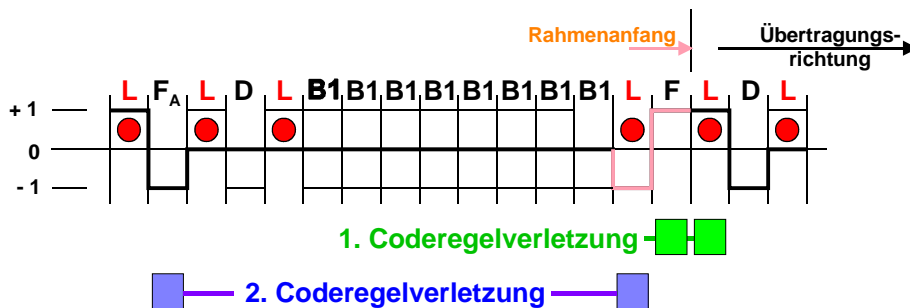 Rahmenanfang
Übertragungs-
richtung
L F_A L D L B1 B1 B1 B1 B1 B1 B1 B1 L F L D L
+ 1
0
- 1
1. Coderegelverletzung
2. Coderegelverletzung